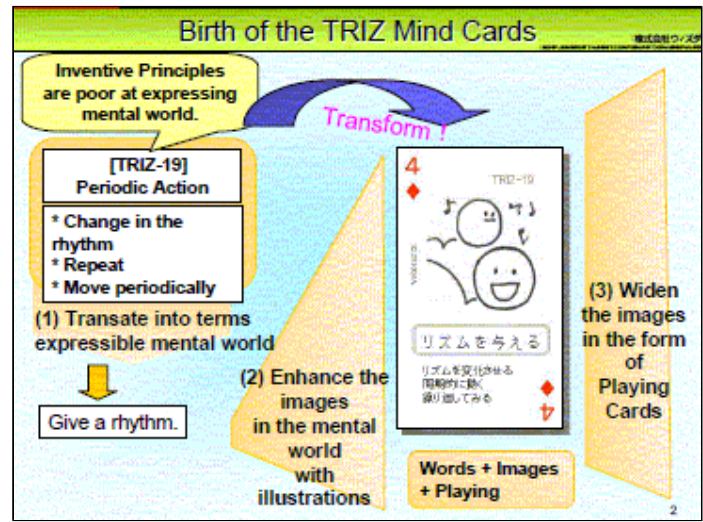 Birth of the TRIZ Mind Cards
株式会社ウィズダ
Inventive Principles
are poor at expressing
mental world.
Transform !
[TRIZ-19]
Periodic Action
* Change in the
rhythm
* Repeat
* Move periodically
(1) Transate into terms
expressible mental world
Give a rhythm.
(2) Enhance the
images
in the mental
world
with
illustrations
4
TRIZ-19
リズムを与える
リズムを変化させる
周期的に動く
繰り返してみる
4
Words + Images
+ Playing
(3) Widen
the images
in the form
of
Playing
Cards
2